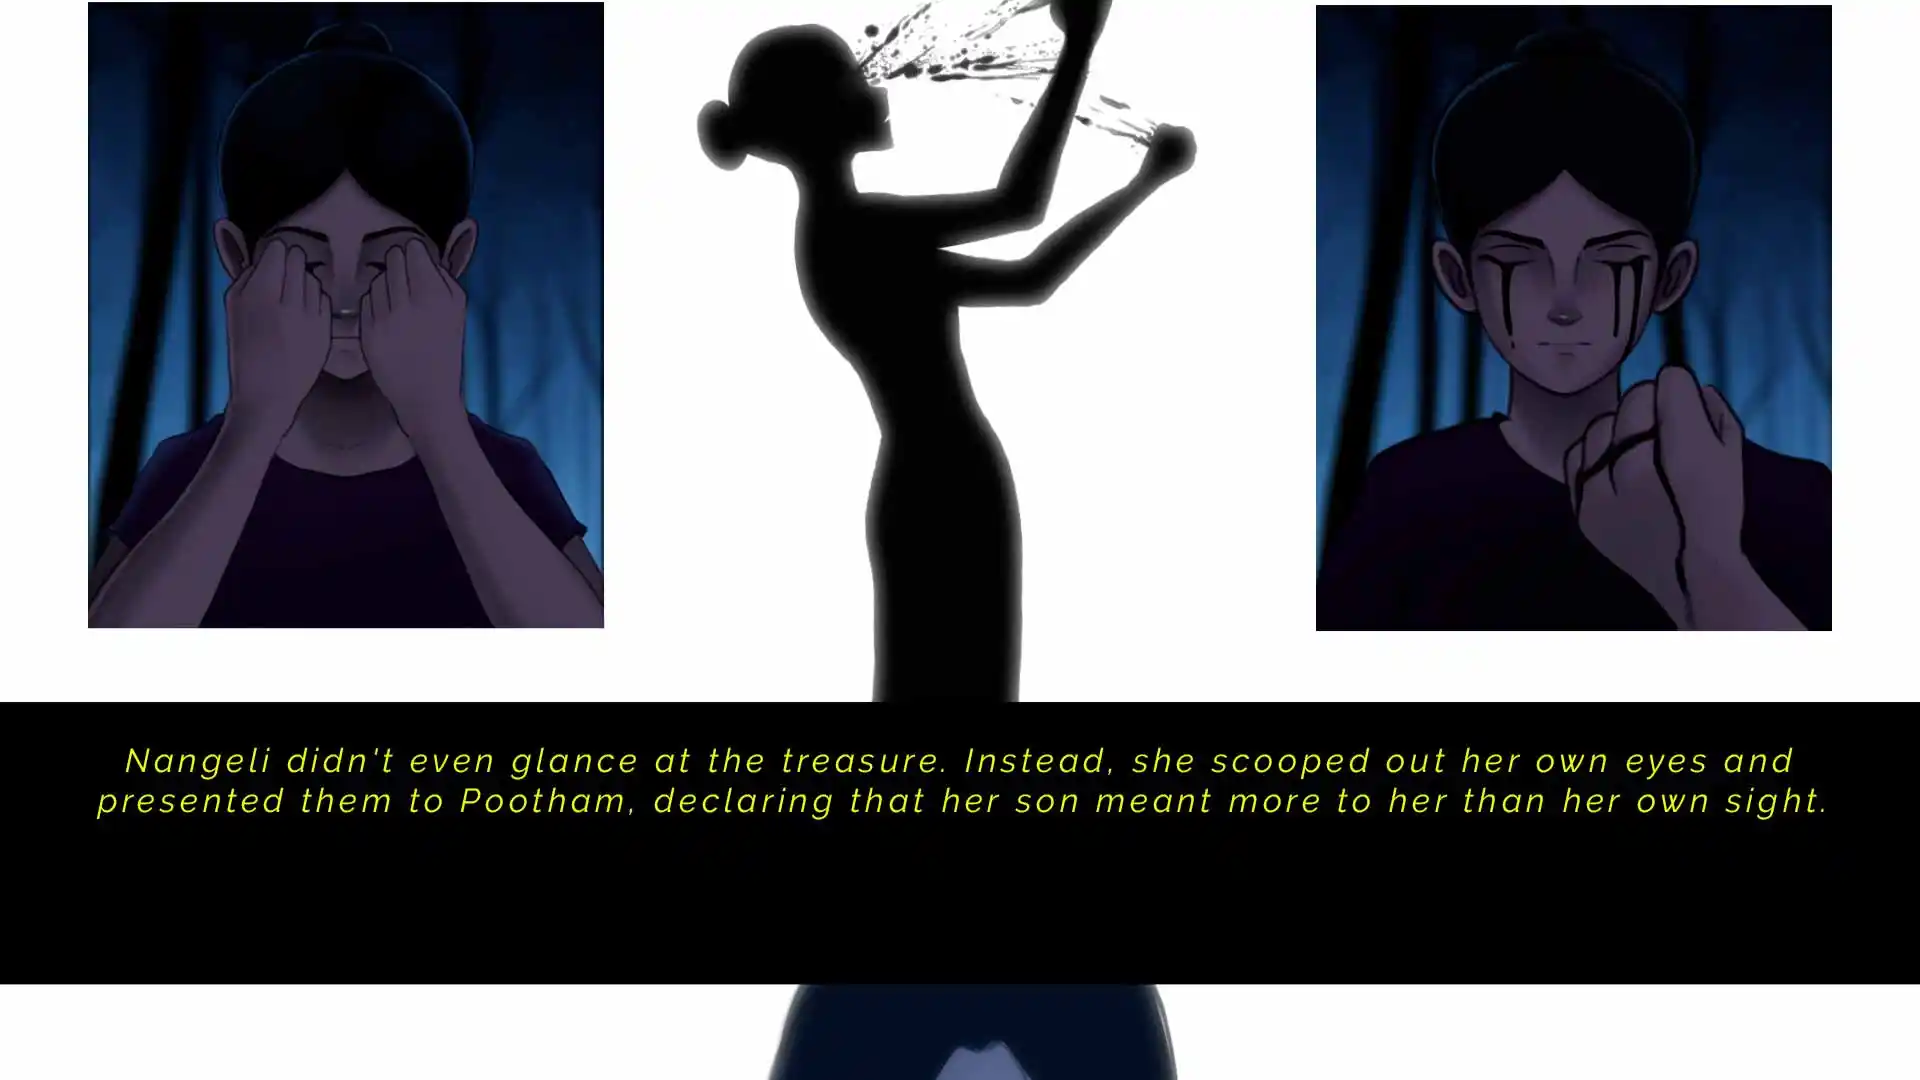 Nangeli didn't even glance at the treasure. Instead, she scooped out her own eyes and
presented them to Pootham, declaring that her son meant more to her than her own sight.